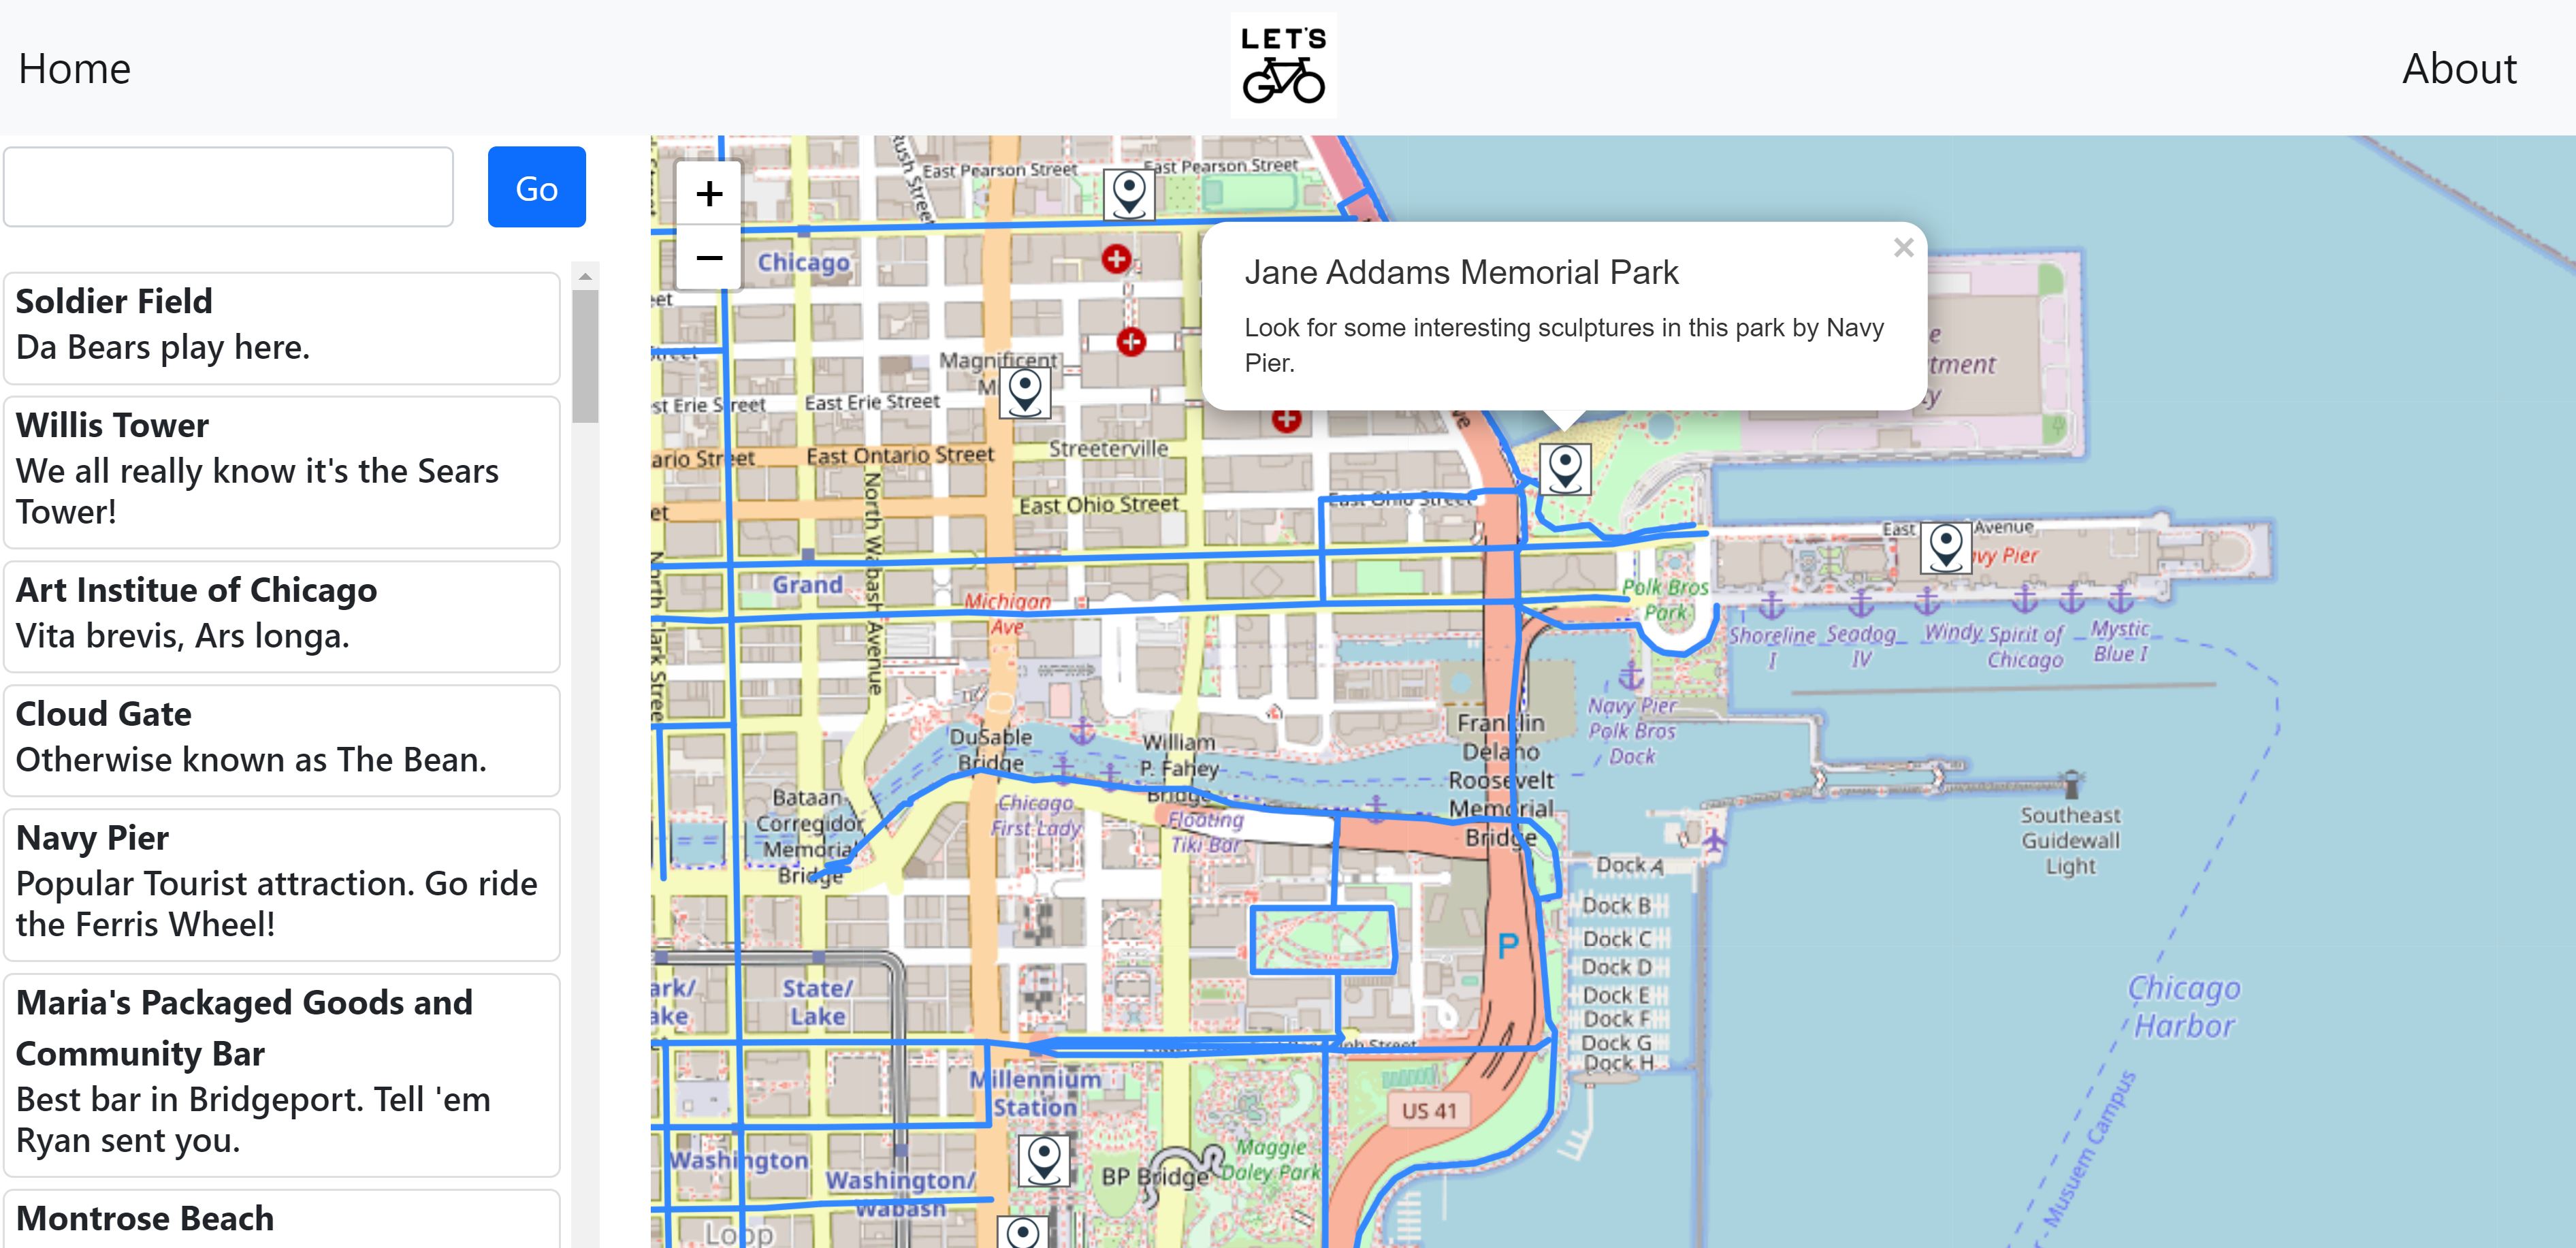 Home
LET'S
About
Go
Soldier Field
Da Bears play here.
Willis Tower
We all really know it's the Sears
Tower!
Art Institue of Chicago
Vita brevis, Ars longa.
Cloud Gate
Otherwise known as The Bean.
Navy Pier
Popular Tourist attraction. Go ride
the Ferris Wheel!
Maria's Packaged Goods and
Community Bar
Best bar in Bridgeport. Tell 'em
Ryan sent you.
Montrose Beach
+
−
Rush Street
East Pearson Street
East Pearson Street
Chicago
Jane Addams Memorial Park
×
Look for some interesting sculptures in this park by Navy
Pier.
Magnificent
East Erie Street
Streeterville
East Ontario Street
East Ohio Street
East Ohio Street
North Wabash Avenue
Grand
Michigan
Ave
East
Avenue
Navy Pier
Polk Bros
Park
Shoreline
I
Seadog
IV
Windy
Spirit of
Chicago
Mystic
Blue I
Navy Pier
Polk Bros
Dock
Franklin
Delano
Roosevelt
Memorial
Bridge
DuSable
Bridge
William
P. Fahey
Bridge
Bataan-
Corregidor
Memorial
Bridge
Chicago
First Lady
Floating
Tiki Bar
Southeast
Guidewall
Light
Dock A
Dock B
Dock C
Dock D
Dock E
Dock F
Dock G
Dock H
P
State/
Lake
Chicago
Harbor
Millennium
Station
US 41
Washington
Washington/
Wabash
BP Bridge
Maggie
Daley Park
Loop
Musuem Campus